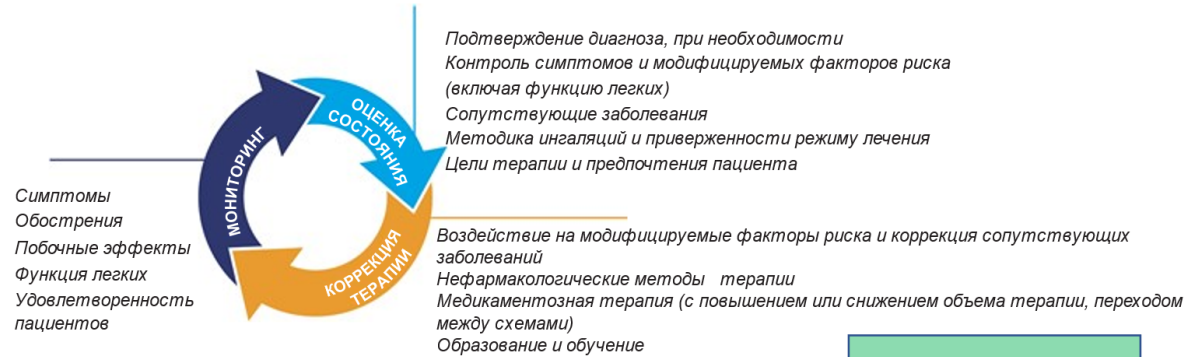 Подтверждение диагноза, при необходимости
Контроль симптомов и модифицируемых факторов риска
(включая функцию легких)
Сопутствующие заболевания
Методика ингаляций и приверженности режиму лечения
Цели терапии и предпочтения пациента
ОЦЕНКА
СОСТОЯНИЯ
МОНИТОРИНГ
КОРРЕКЦИЯ
ТЕРАПИИ
Симптомы
Обострения
Побочные эффекты
Функция легких
Удовлетворенность
пациентов
Воздействие на модифицируемые факторы риска и коррекция сопутствующих
заболеваний
Нефармакологические методы терапии
Медикаментозная терапия (с повышением или снижением объема терапии, переходом
между схемами)
Образование и обучение